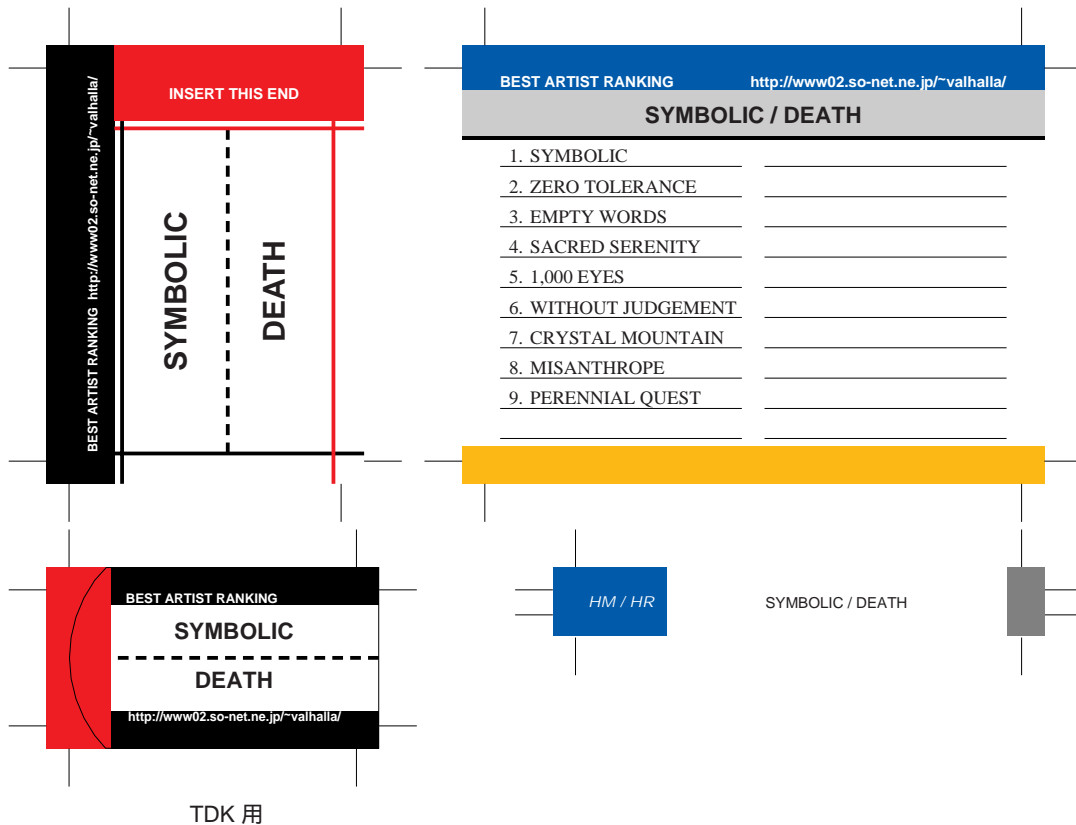 BEST ARTIST RANKING http://www02.so-net.ne.jp/~valhalla/
INSERT THIS END
SYMBOLIC
DEATH
BEST ARTIST RANKING http://www02.so-net.ne.jp/~valhalla/
SYMBOLIC / DEATH
1. SYMBOLIC
2. ZERO TOLERANCE
3. EMPTY WORDS
4. SACRED SERENITY
5. 1,000 EYES
6. WITHOUT JUDGEMENT
7. CRYSTAL MOUNTAIN
8. MISANTHROPE
9. PERENNIAL QUEST
BEST ARTIST RANKING
SYMBOLIC
DEATH
http://www02.so-net.ne.jp/~valhalla/
HM / HR
SYMBOLIC / DEATH
TDK 用